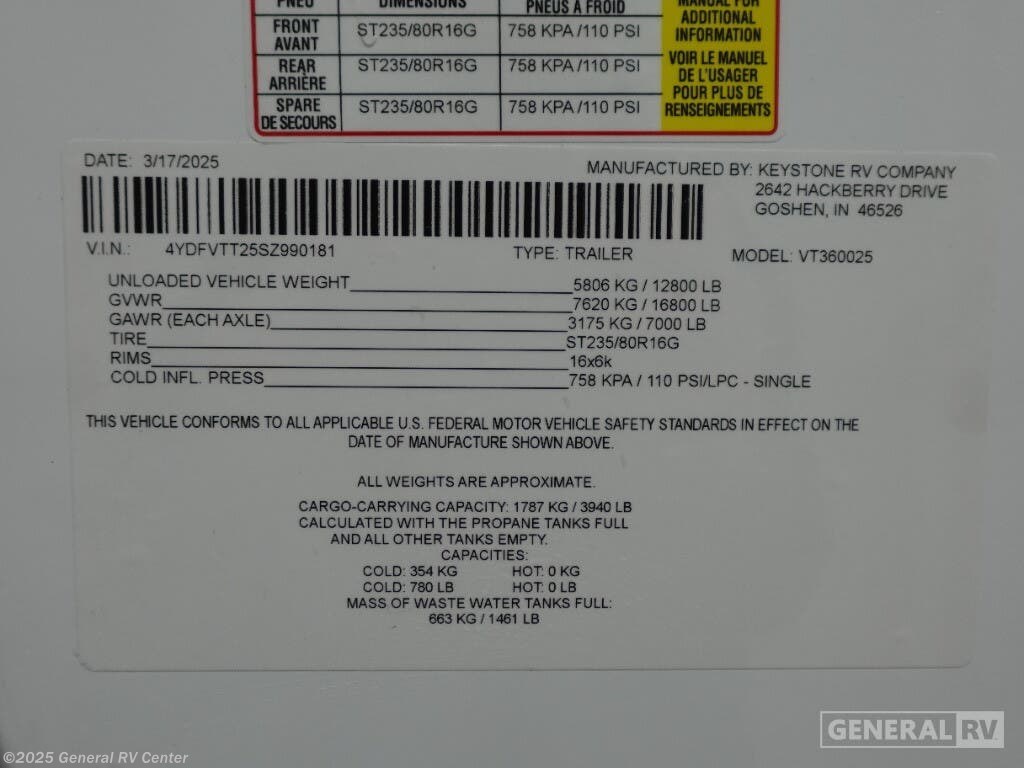 PNEU DIMENSIONS PNEUS À FROID MANUAL FOR
ADDITIONAL
INFORMATION
FRONT
AVANT ST235/80R16G 758 KPA /110 PSI
REAR
ARRIÈRE ST235/80R16G 758 KPA /110 PSI
SPARE
DE SECOURS ST235/80R16G 758 KPA /110 PSI
VOIR LE MANUEL
DE L'USAGER
POUR PLUS DE
RENSEIGNEMENTS
DATE: 3/17/2025
MANUFACTURED BY: KEYSTONE RV COMPANY
2642 HACKBERRY DRIVE
GOSHEN, IN 46526
V.I.N.: 4YDFVTT25SZ990181 TYPE: TRAILER MODEL: VT360025
UNLOADED VEHICLE WEIGHT 5806 KG / 12800 LB
GVWR 7620 KG / 16800 LB
GAWR (EACH AXLE) 3175 KG / 7000 LB
TIRE ST235/80R16G
RIMS 16x6k
COLD INFL. PRESS 758 KPA / 110 PSI/LPC - SINGLE
THIS VEHICLE CONFORMS TO ALL APPLICABLE U.S. FEDERAL MOTOR VEHICLE SAFETY STANDARDS IN EFFECT ON THE
DATE OF MANUFACTURE SHOWN ABOVE.
ALL WEIGHTS ARE APPROXIMATE.
CARGO-CARRYING CAPACITY: 1787 KG / 3940 LB
CALCULATED WITH THE PROPANE TANKS FULL
AND ALL OTHER TANKS EMPTY.
CAPACITIES:
COLD: 354 KG HOT: 0 KG
COLD: 780 LB HOT: 0 LB
MASS OF WASTE WATER TANKS FULL:
663 KG / 1461 LB
GENERAL RV
©2025 General RV Center